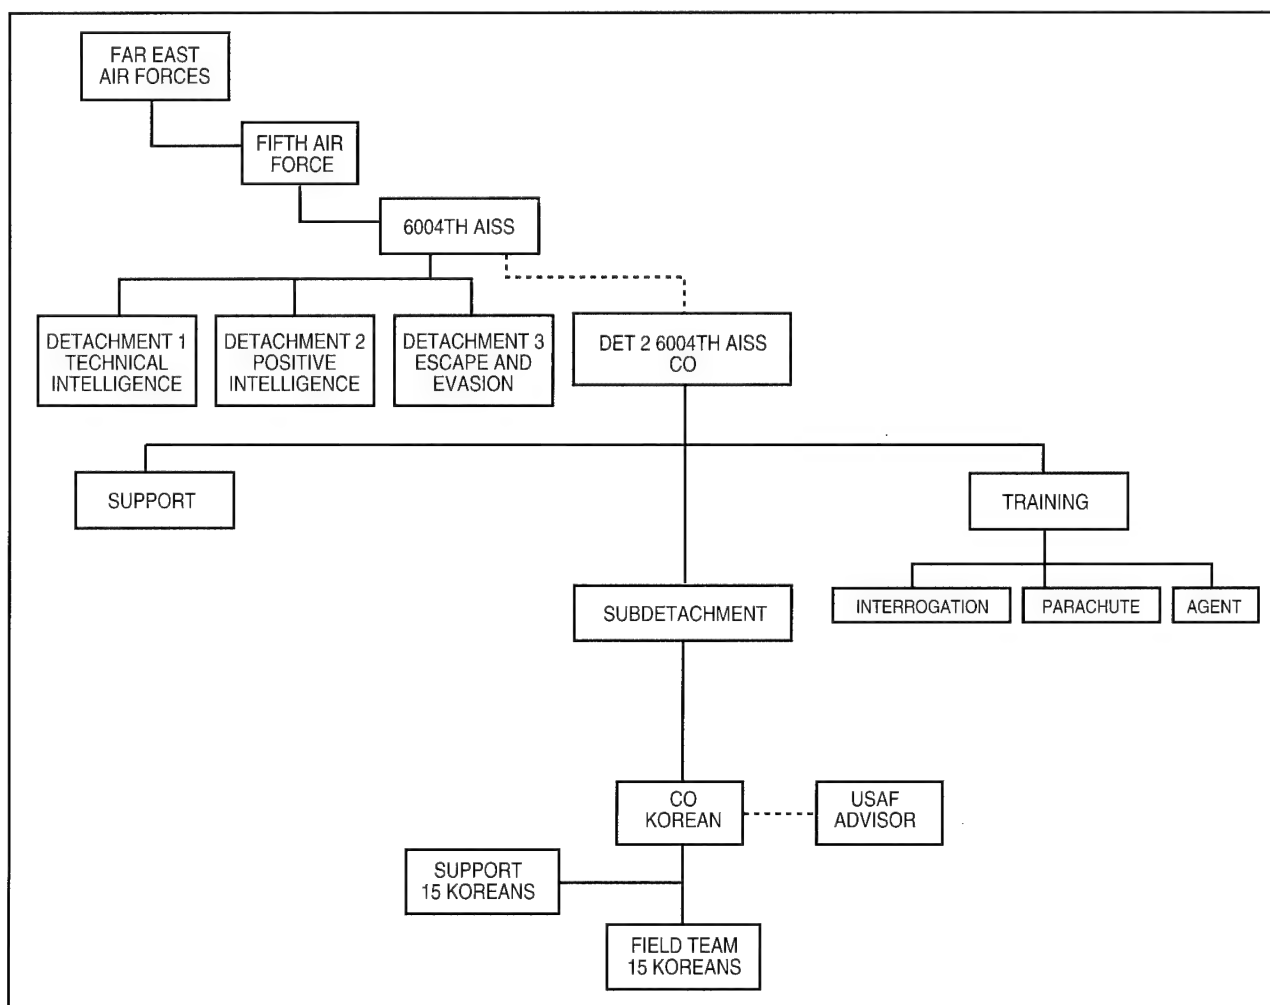 FAR EAST
AIR FORCES
FIFTH AIR
FORCE
6004TH AISS
DETACHMENT 1
TECHNICAL
INTELLIGENCE
DETACHMENT 2
POSITIVE
INTELLIGENCE
DETACHMENT 3
ESCAPE AND
EVASION
DET 2 6004TH AISS
CO
SUPPORT
TRAINING
INTERROGATION
PARACHUTE
AGENT
SUBDETACHMENT
CO
KOREAN
USAF
ADVISOR
SUPPORT
15 KOREANS
FIELD TEAM
15 KOREANS